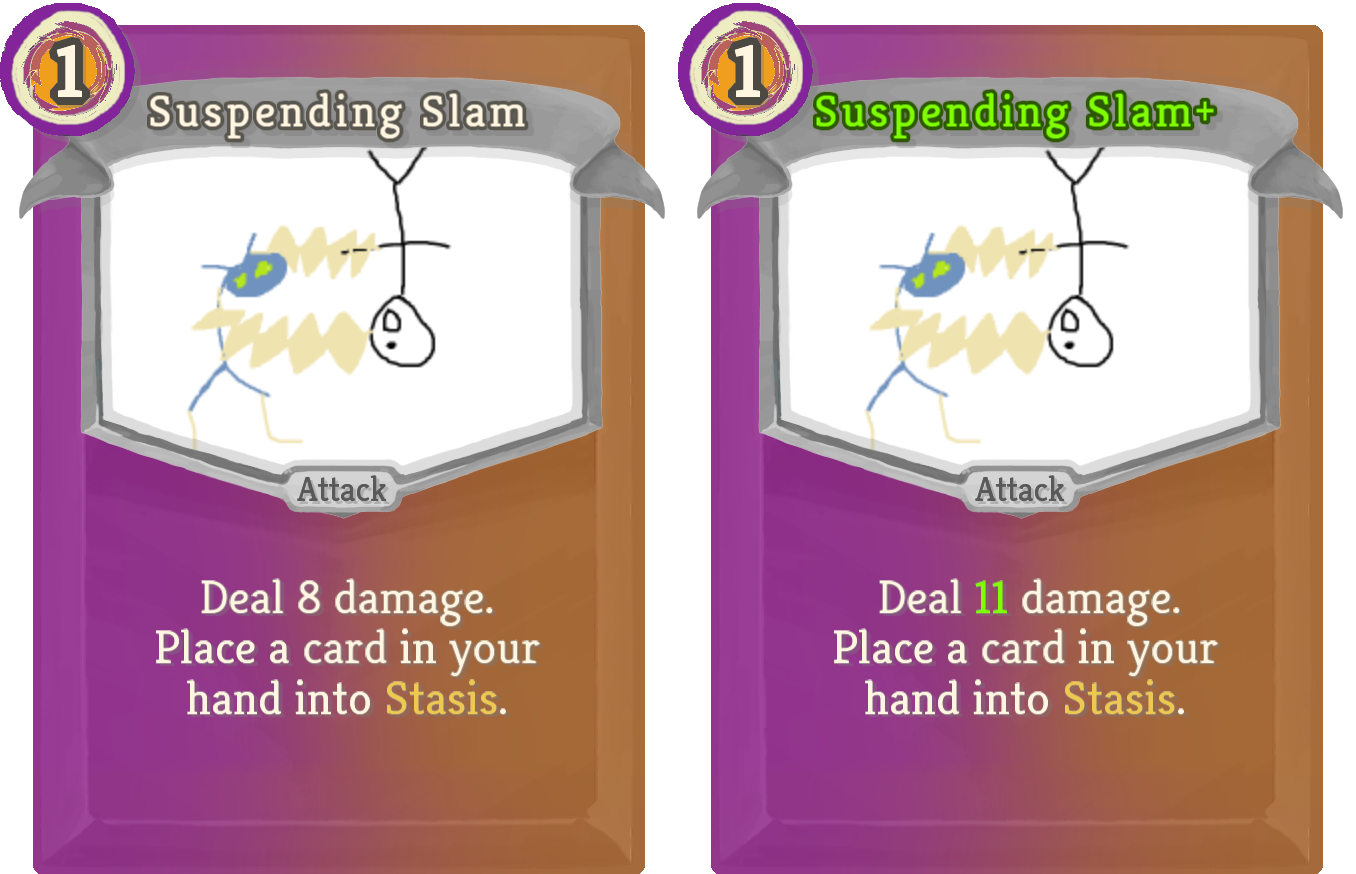 1
Suspending Slam
Attack
Deal 8 damage.
Place a card in your
hand into Stasis.
1
Suspending Slam+
Attack
Deal 11 damage.
Place a card in your
hand into Stasis.